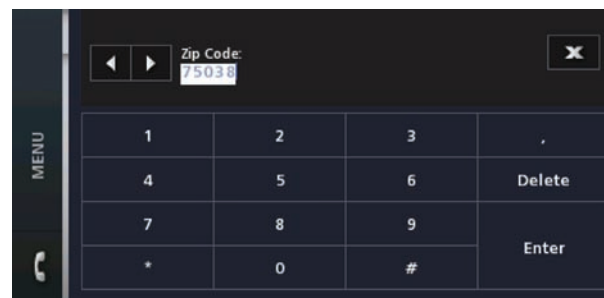 Zip Code:
75038
MENU
1 2 3 ,
4 5 6 Delete
7 8 9
Enter
* 0 #